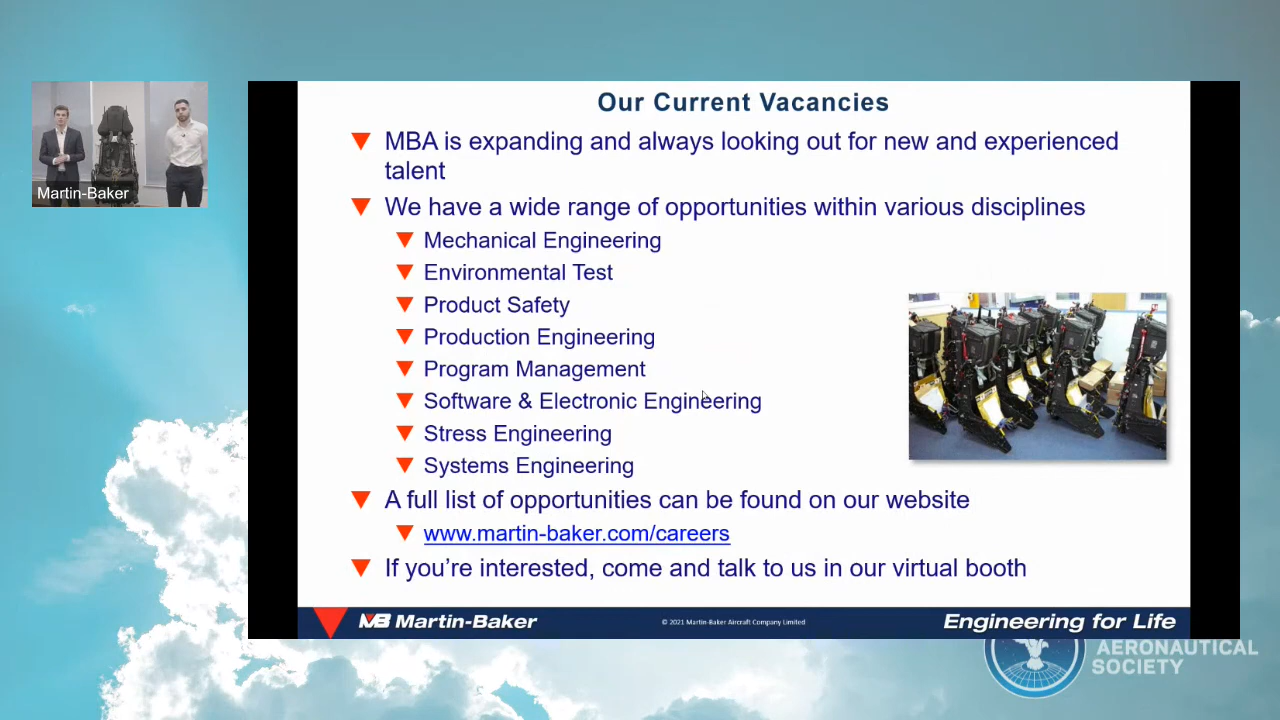 Our Current Vacancies
MBA is expanding and always looking out for new and experienced
talent
We have a wide range of opportunities within various disciplines
Mechanical Engineering
Environmental Test
Product Safety
Production Engineering
Program Management
Software & Electronic Engineering
Stress Engineering
Systems Engineering
A full list of opportunities can be found on our website
www.martin-baker.com/careers
If you're interested, come and talk to us in our virtual booth
Martin-Baker
MB Martin-Baker
© 2021 Martin-Baker Aircraft Company Limited
Engineering for Life
AERONAUTICAL
SOCIETY